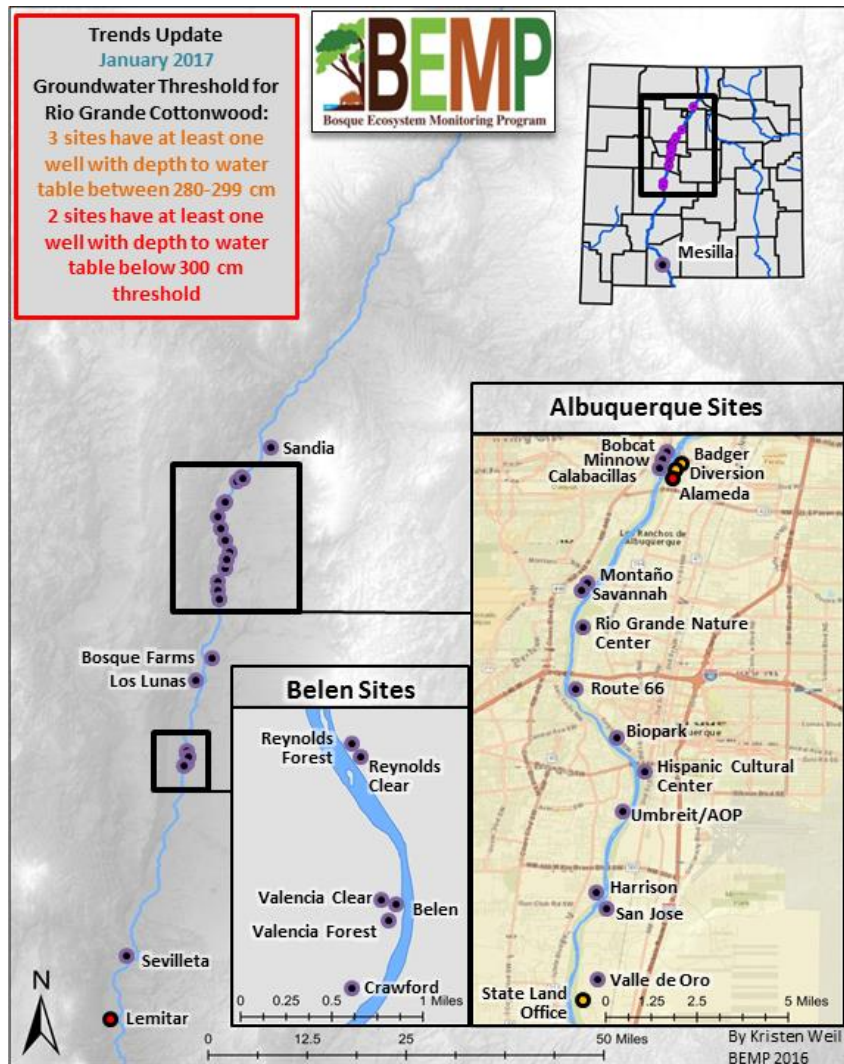 Trends Update
January 2017
Groundwater Threshold for
Rio Grande Cottonwood:
3 sites have at least one
well with depth to water
table between 280-299 cm
2 sites have at least one
well with depth to water
table below 300 cm
threshold
BEMP
Bosque Ecosystem Monitoring Program
Mesilla
Sandia
Bosque Farms
Los Lunas
Sevilleta
Lemitar
N
0 12.5 25 50 Miles
Belen Sites
Reynolds
Forest
Reynolds
Clear
Valencia Clear
Belen
Valencia Forest
Crawford
0 0.25 0.5 1 Miles
Albuquerque Sites
Bobcat
Minnow
Calabacillas
Badger
Diversion
Alameda
Los Ranchos de
Albuquerque
Montaño
Savannah
Rio Grande Nature
Center
Route 66
Biopark
Hispanic Cultural
Center
Umbreit/AOP
Harrison
San Jose
Valle de Oro
State Land
Office
0 1.25 2.5 5 Miles
By Kristen Weil
BEMP 2016